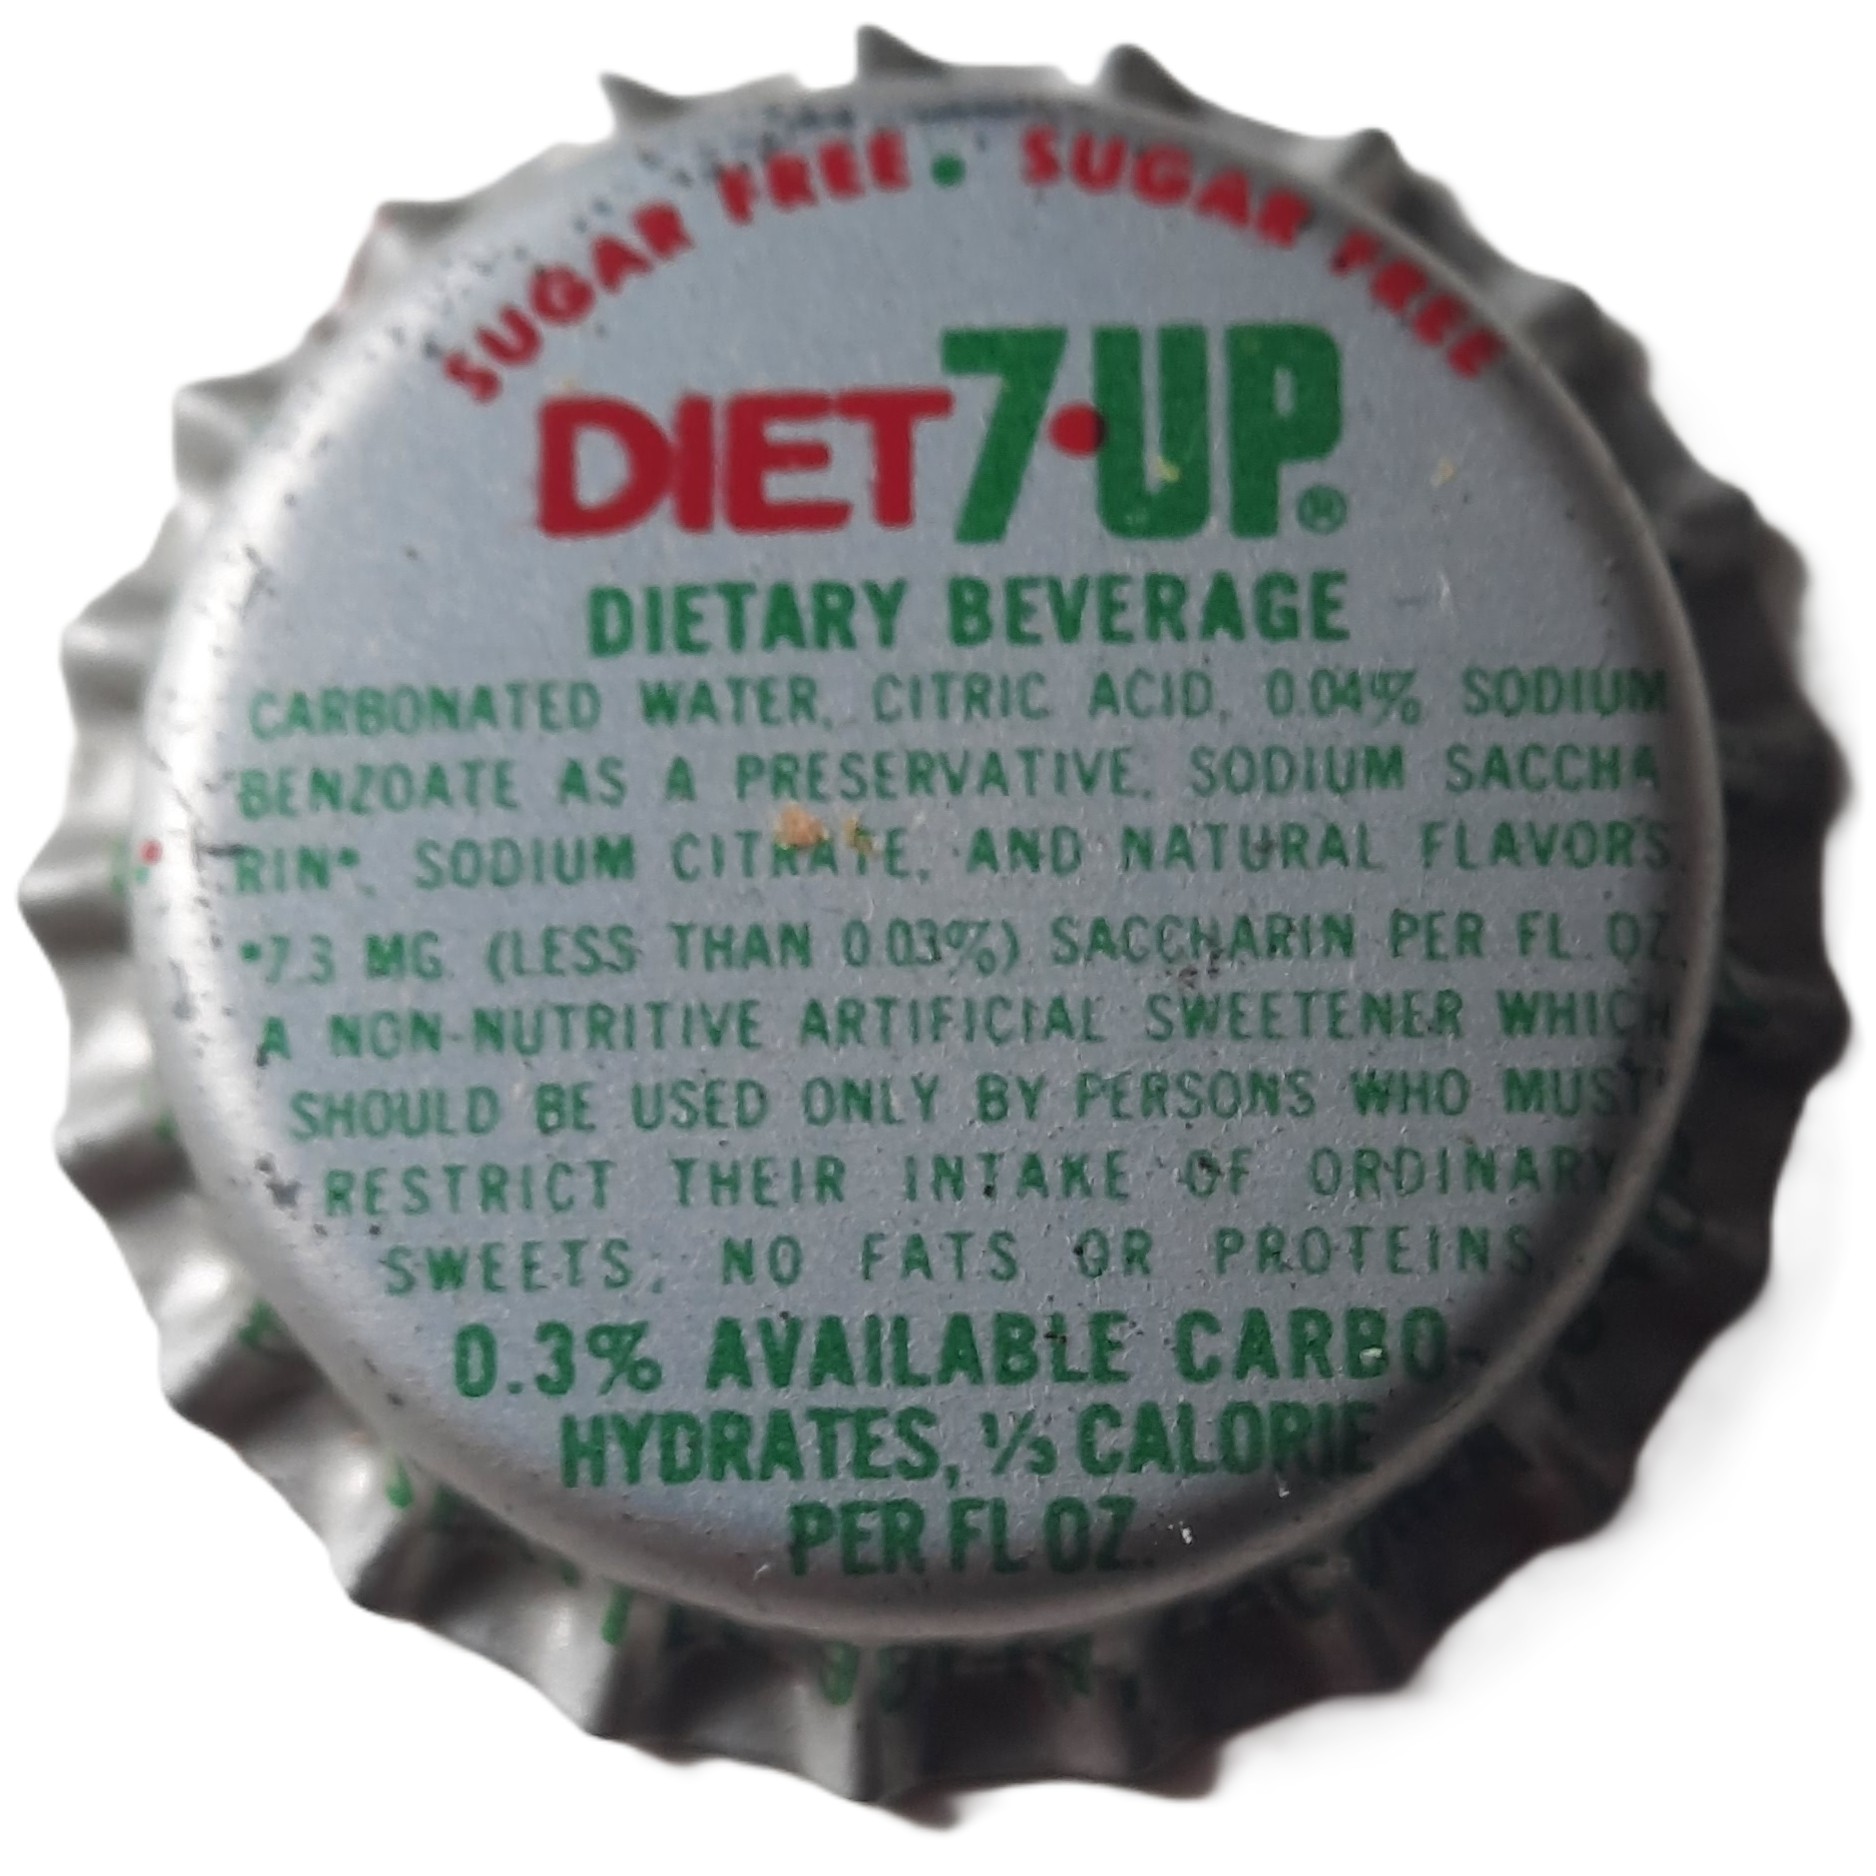 SUGAR FREE • SUGAR FREE
DIET 7•UP®
DIETARY BEVERAGE
CARBONATED WATER, CITRIC ACID, 0.04% SODIUM
BENZOATE AS A PRESERVATIVE, SODIUM SACCHA
RIN*, SODIUM CITRATE, AND NATURAL FLAVORS
*7.3 MG. (LESS THAN 0.03%) SACCHARIN PER FL. OZ.
A NON-NUTRITIVE ARTIFICIAL SWEETENER WHICH
SHOULD BE USED ONLY BY PERSONS WHO MUST
RESTRICT THEIR INTAKE OF ORDINARY
SWEETS, NO FATS OR PROTEINS
0.3% AVAILABLE CARBO-
HYDRATES, ⅓ CALORIE
PER FL OZ.